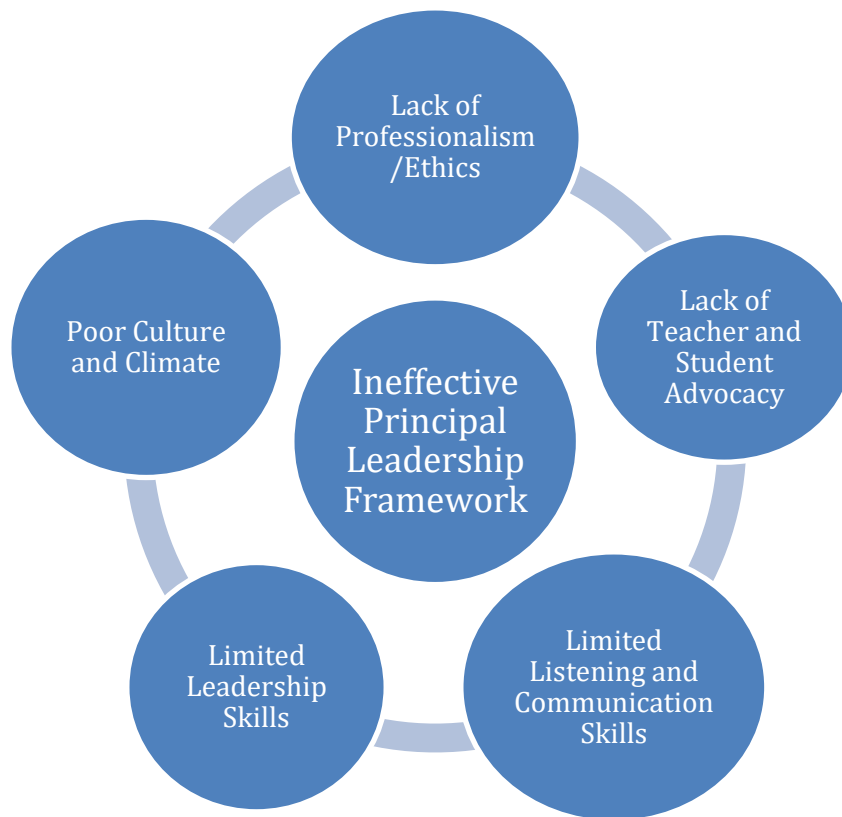 Lack of
Professionalism
/Ethics
Lack of
Teacher and
Student
Advocacy
Poor Culture
and Climate
Ineffective
Principal
Leadership
Framework
Limited
Leadership
Skills
Limited
Listening and
Communication
Skills